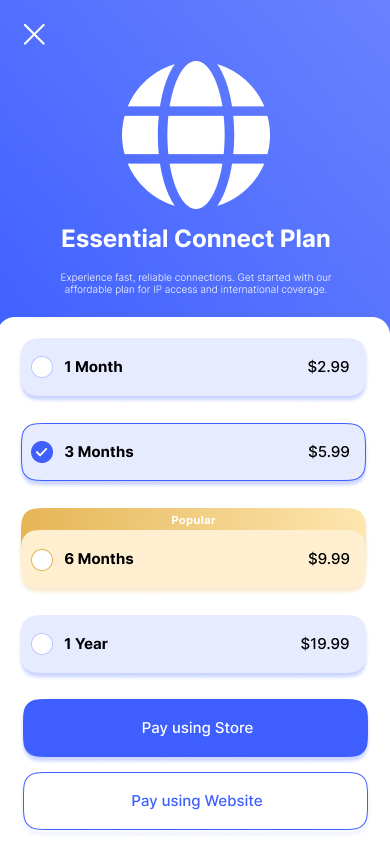 Essential Connect Plan
Experience fast, reliable connections. Get started with our
affordable plan for IP access and international coverage.
1 Month $2.99
3 Months $5.99
Popular
6 Months $9.99
1 Year $19.99
Pay using Store
Pay using Website